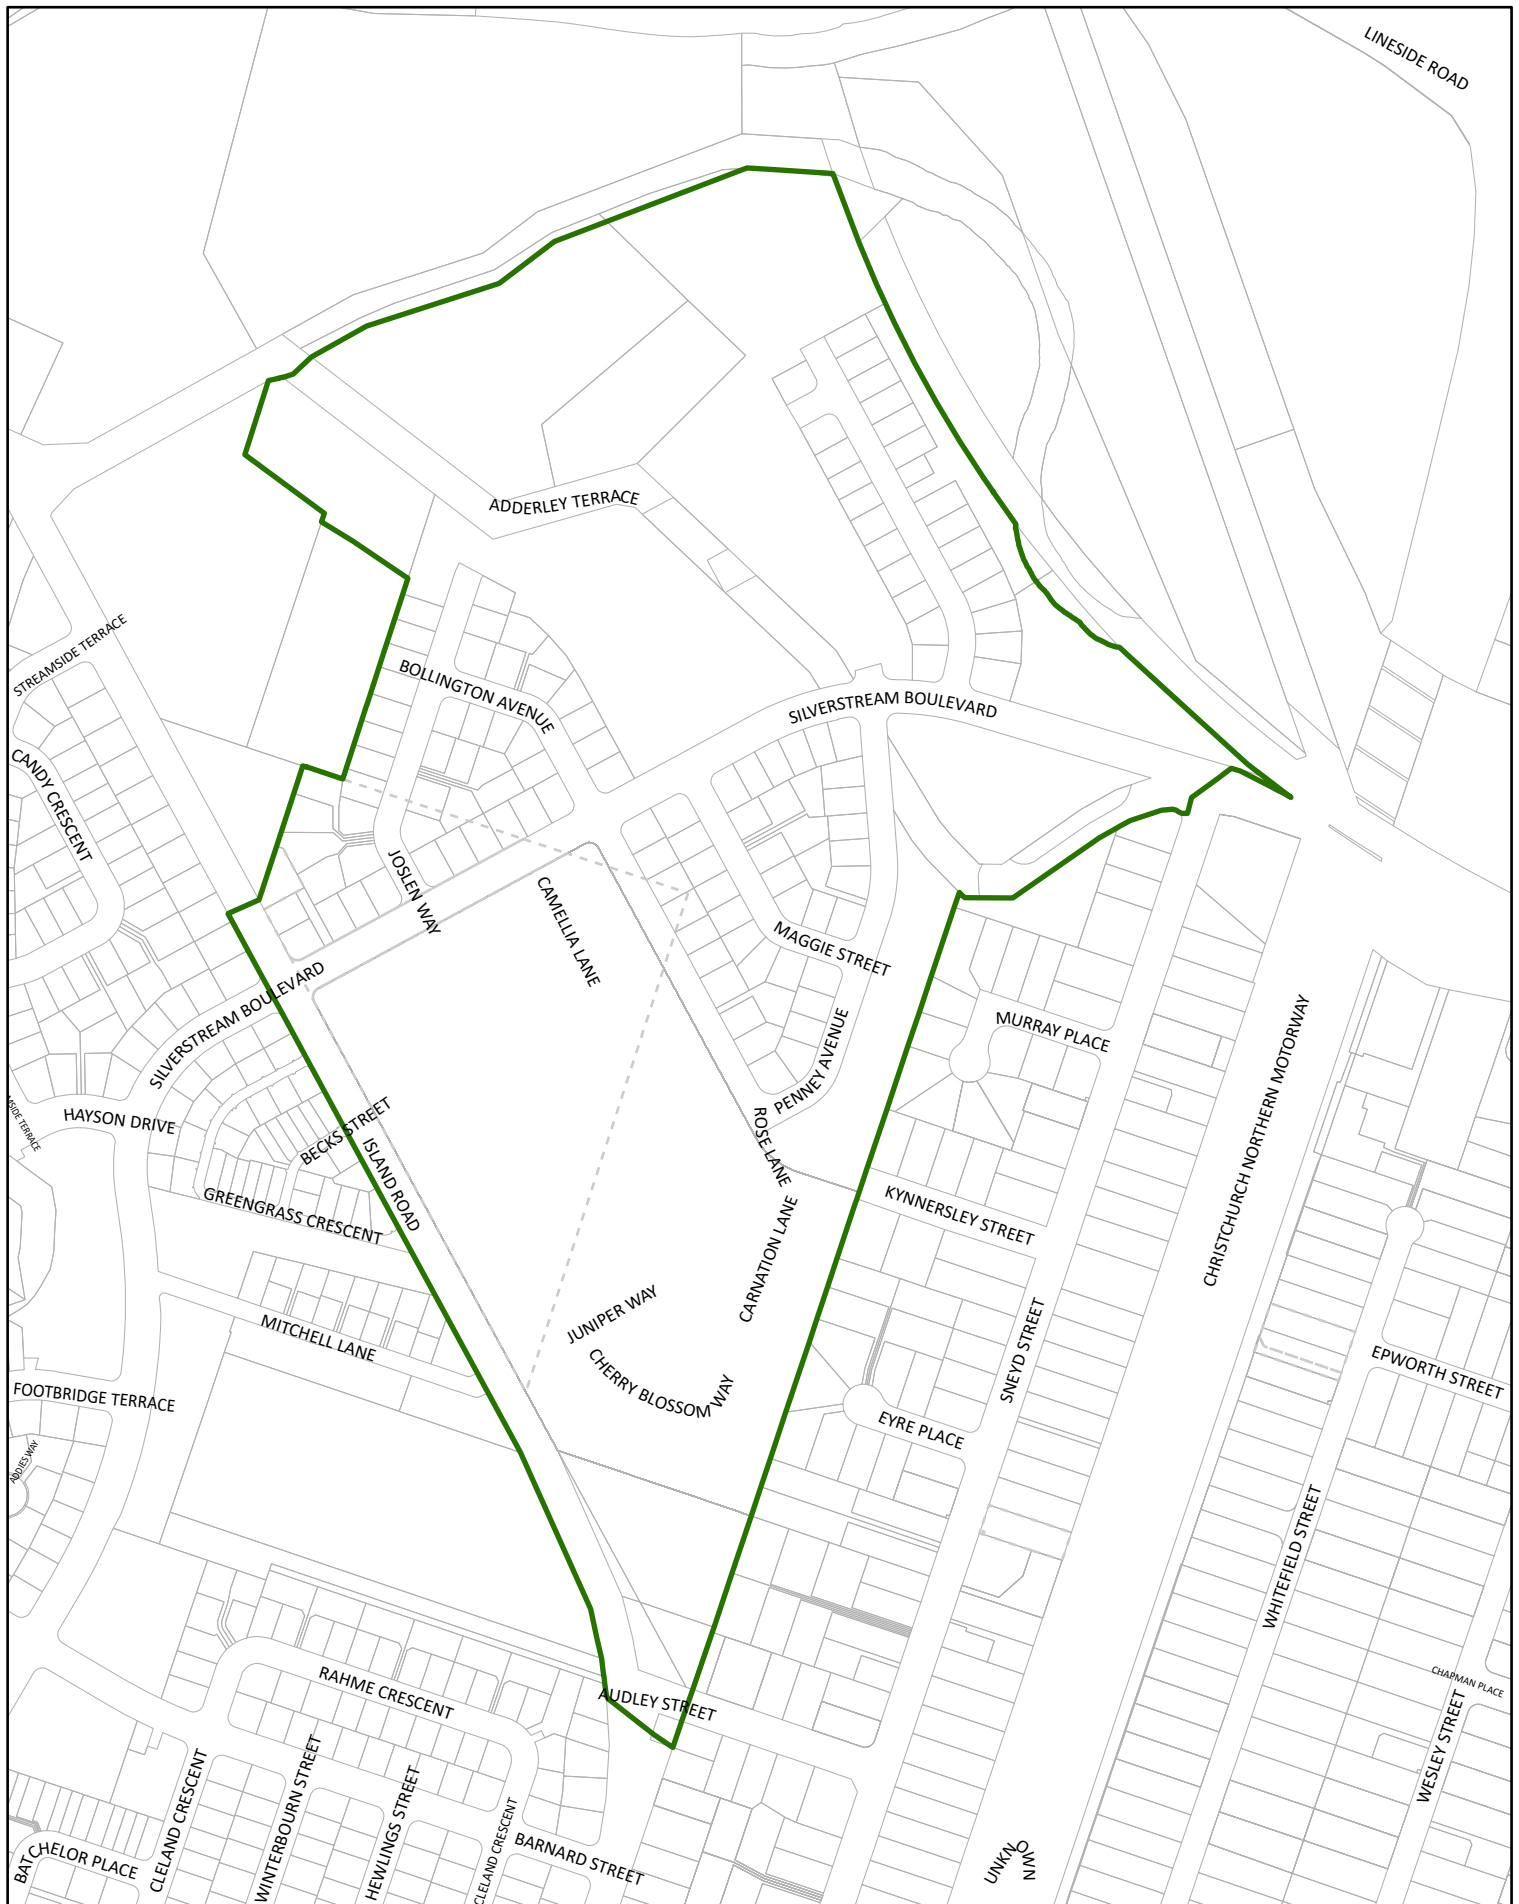 LINESIDE ROAD
ADDERLEY TERRACE
STREAMSIDE TERRACE
BOLLINGTON AVENUE
SILVERSTREAM BOULEVARD
CANDY CRESCENT
JOSLEN WAY
CAMELLIA LANE
MAGGIE STREET
SILVERSTREAM BOULEVARD
MURRAY PLACE
PENNEY AVENUE
CHRISTCHURCH NORTHERN MOTORWAY
MSIDE TERRACE
HAYSON DRIVE
BECKS STREET
ISLAND ROAD
ROSE LANE
GREENGRASS CRESCENT
KYNNERSLEY STREET
CARNATION LANE
JUNIPER WAY
MITCHELL LANE
CHERRY BLOSSOM WAY
SNEYD STREET
EPWORTH STREET
FOOTBRIDGE TERRACE
EYRE PLACE
ADDIES WAY
WHITEFIELD STREET
RAHME CRESCENT
AUDLEY STREET
CHAPMAN PLACE
WESLEY STREET
CLELAND CRESCENT
WINTERBOURN STREET
HEWLINGS STREET
CLELAND CRESCENT
BARNARD STREET
BATCHELOR PLACE
UNKNOWN